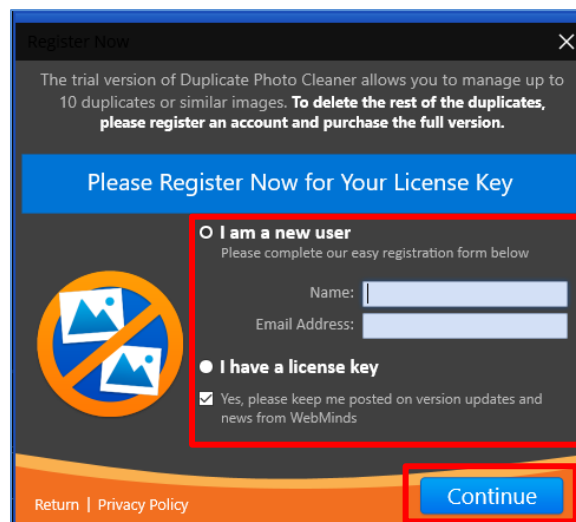 Register Now
The trial version of Duplicate Photo Cleaner allows you to manage up to
10 duplicates or similar images. To delete the rest of the duplicates,
please register an account and purchase the full version.
Please Register Now for Your License Key
I am a new user
Please complete our easy registration form below
Name:
Email Address:
I have a license key
Yes, please keep me posted on version updates and
news from WebMinds
Return | Privacy Policy
Continue